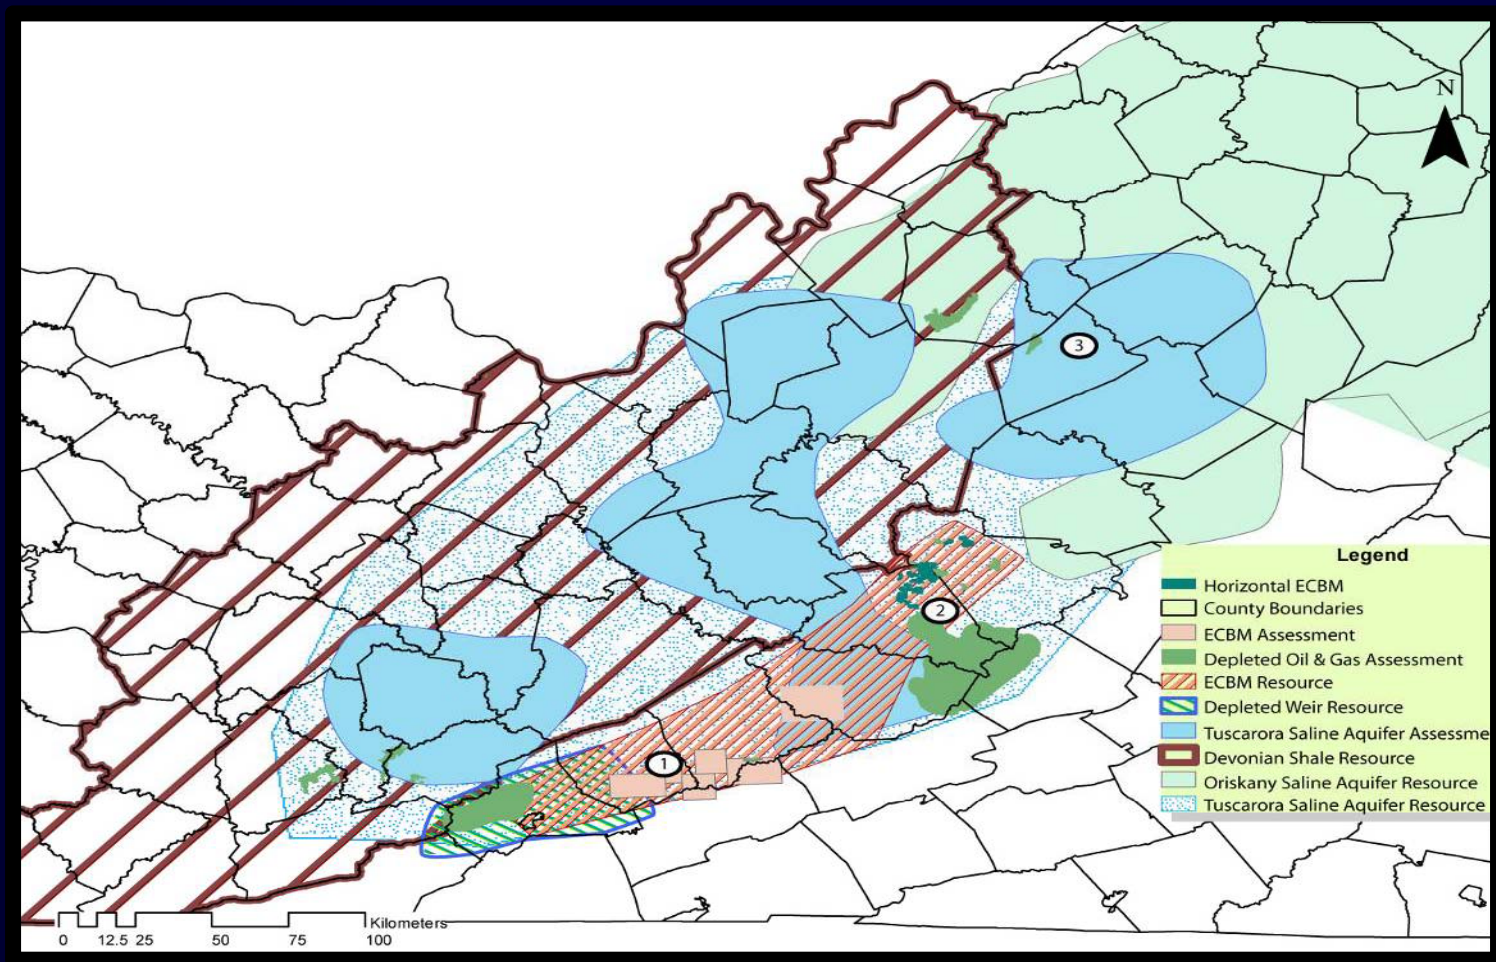 N
3
2
1
Legend
Horizontal ECBM
County Boundaries
ECBM Assessment
Depleted Oil & Gas Assessment
ECBM Resource
Depleted Weir Resource
Tuscarora Saline Aquifer Assessme
Devonian Shale Resource
Oriskany Saline Aquifer Resource
Tuscarora Saline Aquifer Resource
Kilometers
0 12.5 25 50 75 100